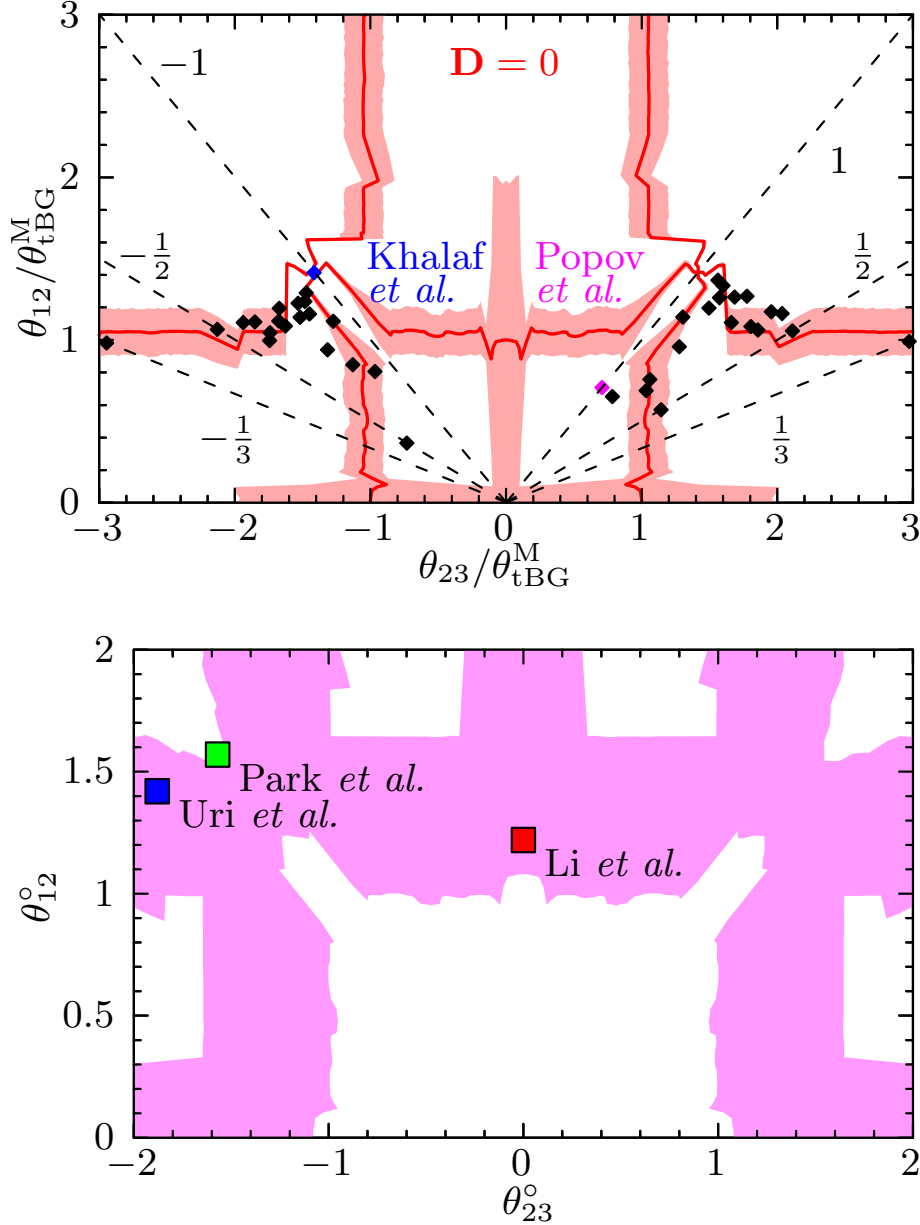 3
−1
D = 0
1
2
θ12/θ^M_tBG
−1/2
Khalaf
et al.
Popov
et al.
1/2
1
−1/3
1/3
0
−3 −2 −1 0 1 2 3
θ23/θ^M_tBG
2
1.5
Park et al.
Uri et al.
Li et al.
θ°12
1
0.5
0
−2 −1 0 1 2
θ°23